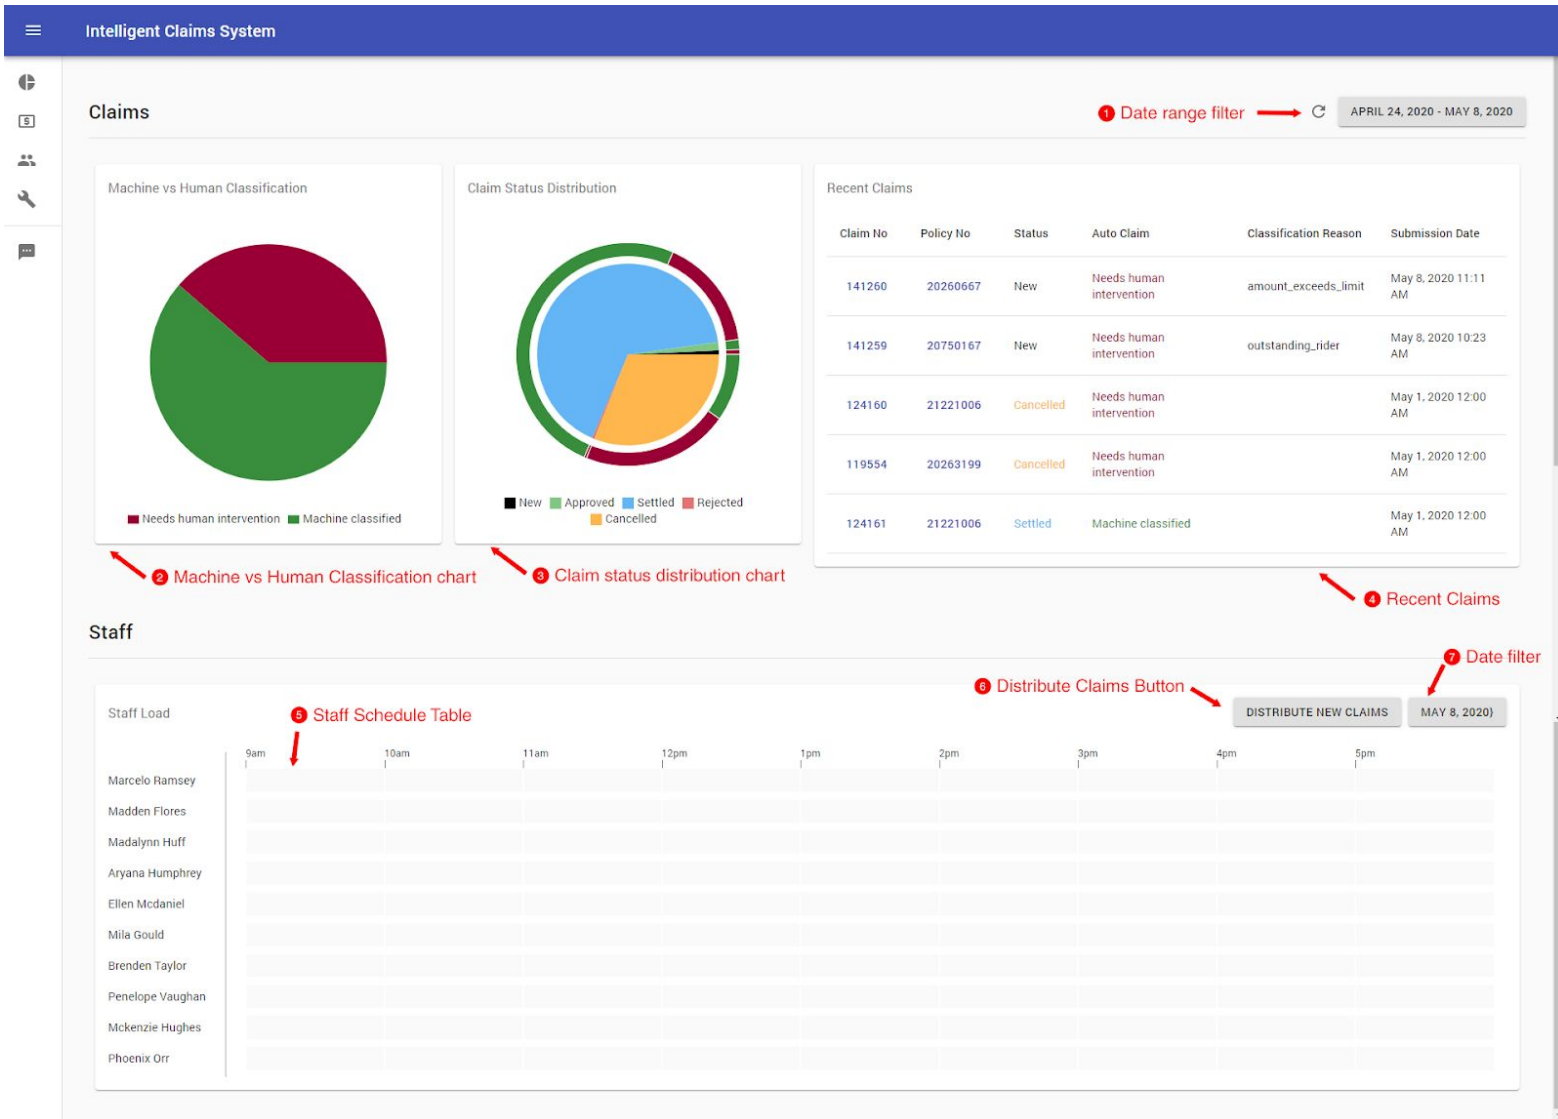 Intelligent Claims System
Claims
1 Date range filter
APRIL 24, 2020 - MAY 8, 2020
Machine vs Human Classification
Needs human intervention Machine classified
Claim Status Distribution
New Approved Settled Rejected
Cancelled
Recent Claims
Claim No Policy No Status Auto Claim Classification Reason Submission Date
141260 20260667 New Needs human intervention amount_exceeds_limit May 8, 2020 11:11 AM
141259 20750167 New Needs human intervention outstanding_rider May 8, 2020 10:23 AM
124160 21221006 Cancelled Needs human intervention May 1, 2020 12:00 AM
119554 20263199 Cancelled Needs human intervention May 1, 2020 12:00 AM
124161 21221006 Settled Machine classified May 1, 2020 12:00 AM
2 Machine vs Human Classification chart
3 Claim status distribution chart
4 Recent Claims
Staff
7 Date filter
6 Distribute Claims Button
Staff Load
5 Staff Schedule Table
DISTRIBUTE NEW CLAIMS
MAY 8, 2020)
9am 10am 11am 12pm 1pm 2pm 3pm 4pm 5pm
Marcelo Ramsey
Madden Flores
Madalynn Huff
Aryana Humphrey
Ellen Mcdaniel
Mila Gould
Brenden Taylor
Penelope Vaughan
Mckenzie Hughes
Phoenix Orr